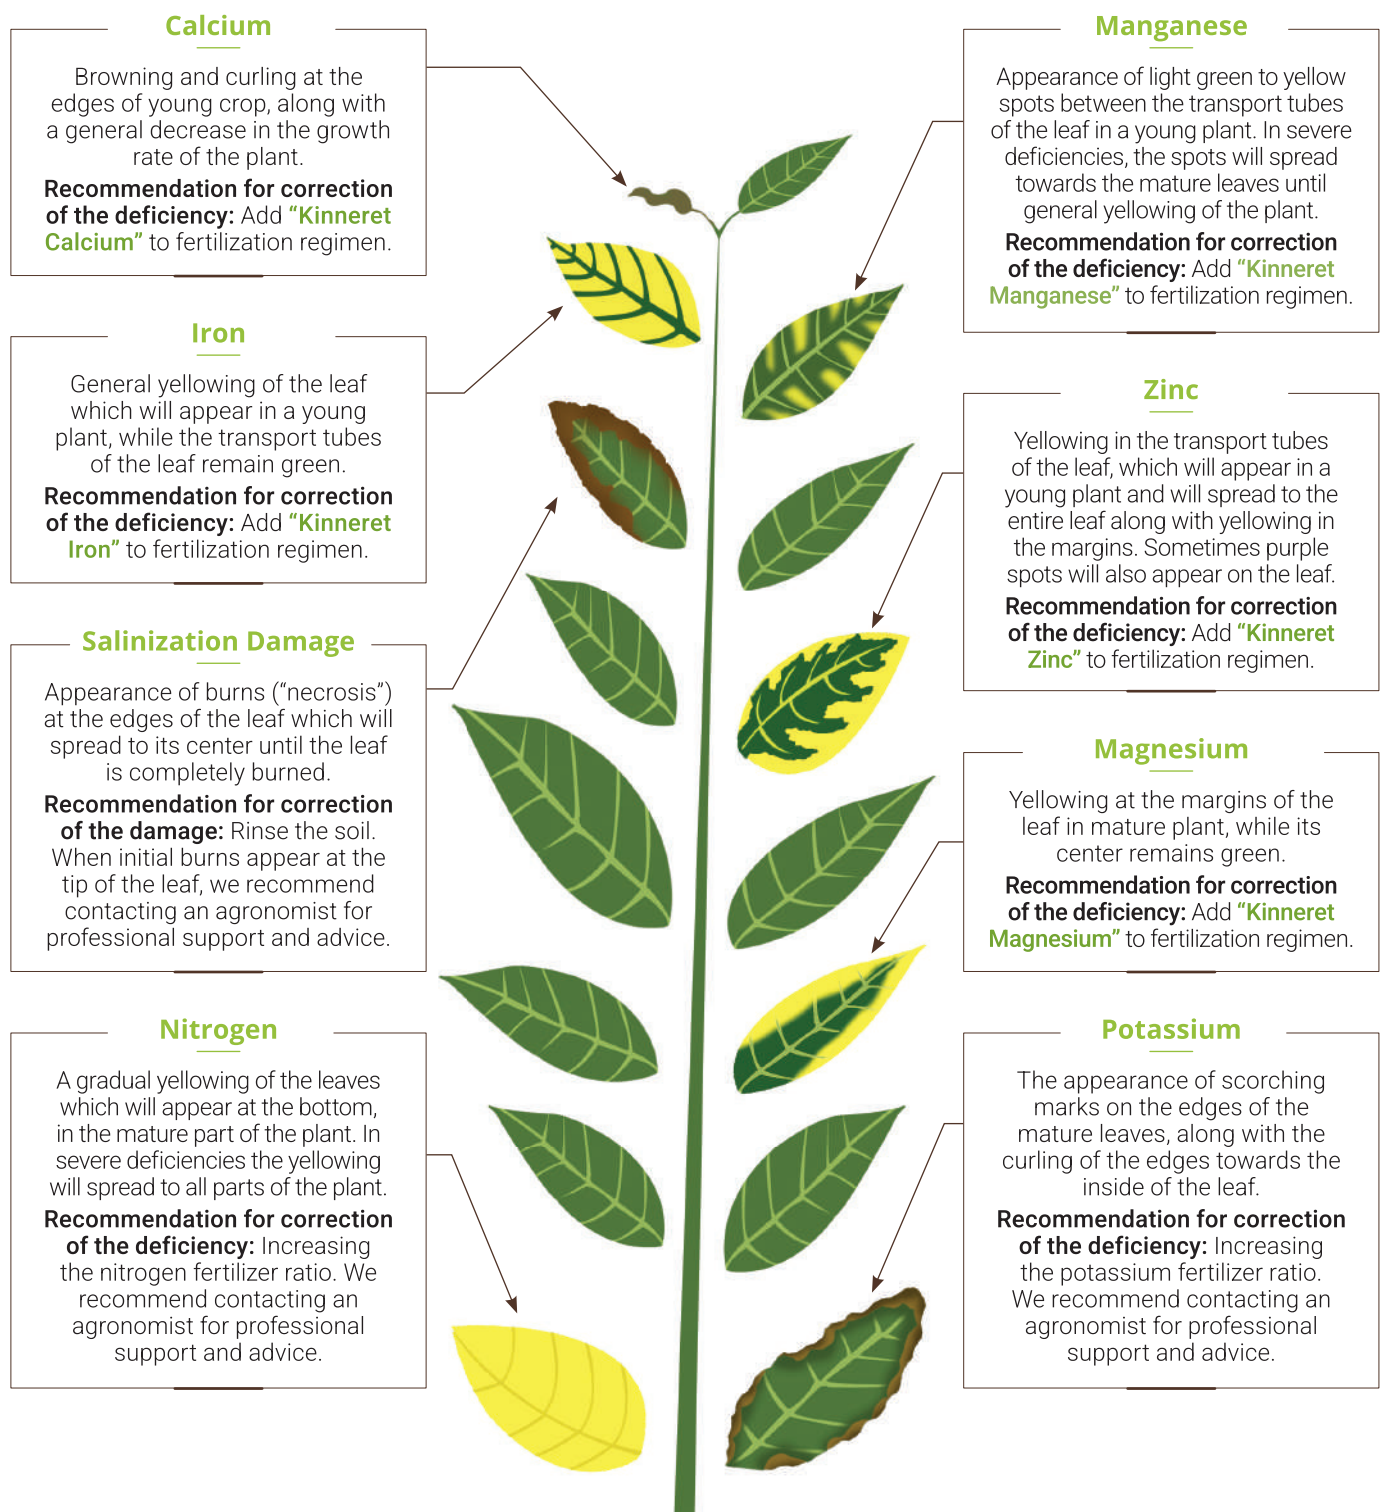 Calcium
Browning and curling at the
edges of young crop, along with
a general decrease in the growth
rate of the plant.
Recommendation for correction
of the deficiency: Add “Kinneret
Calcium” to fertilization regimen.
Iron
General yellowing of the leaf
which will appear in a young
plant, while the transport tubes
of the leaf remain green.
Recommendation for correction
of the deficiency: Add “Kinneret
Iron” to fertilization regimen.
Salinization Damage
Appearance of burns (“necrosis”)
at the edges of the leaf which will
spread to its center until the leaf
is completely burned.
Recommendation for correction
of the damage: Rinse the soil.
When initial burns appear at the
tip of the leaf, we recommend
contacting an agronomist for
professional support and advice.
Nitrogen
A gradual yellowing of the leaves
which will appear at the bottom,
in the mature part of the plant. In
severe deficiencies the yellowing
will spread to all parts of the plant.
Recommendation for correction
of the deficiency: Increasing
the nitrogen fertilizer ratio. We
recommend contacting an
agronomist for professional
support and advice.
Manganese
Appearance of light green to yellow
spots between the transport tubes
of the leaf in a young plant. In severe
deficiencies, the spots will spread
towards the mature leaves until
general yellowing of the plant.
Recommendation for correction
of the deficiency: Add “Kinneret
Manganese” to fertilization regimen.
Zinc
Yellowing in the transport tubes
of the leaf, which will appear in a
young plant and will spread to the
entire leaf along with yellowing in
the margins. Sometimes purple
spots will also appear on the leaf.
Recommendation for correction
of the deficiency: Add “Kinneret
Zinc” to fertilization regimen.
Magnesium
Yellowing at the margins of the
leaf in mature plant, while its
center remains green.
Recommendation for correction
of the deficiency: Add “Kinneret
Magnesium” to fertilization regimen.
Potassium
The appearance of scorching
marks on the edges of the
mature leaves, along with the
curling of the edges towards the
inside of the leaf.
Recommendation for correction
of the deficiency: Increasing
the potassium fertilizer ratio.
We recommend contacting an
agronomist for professional
support and advice.